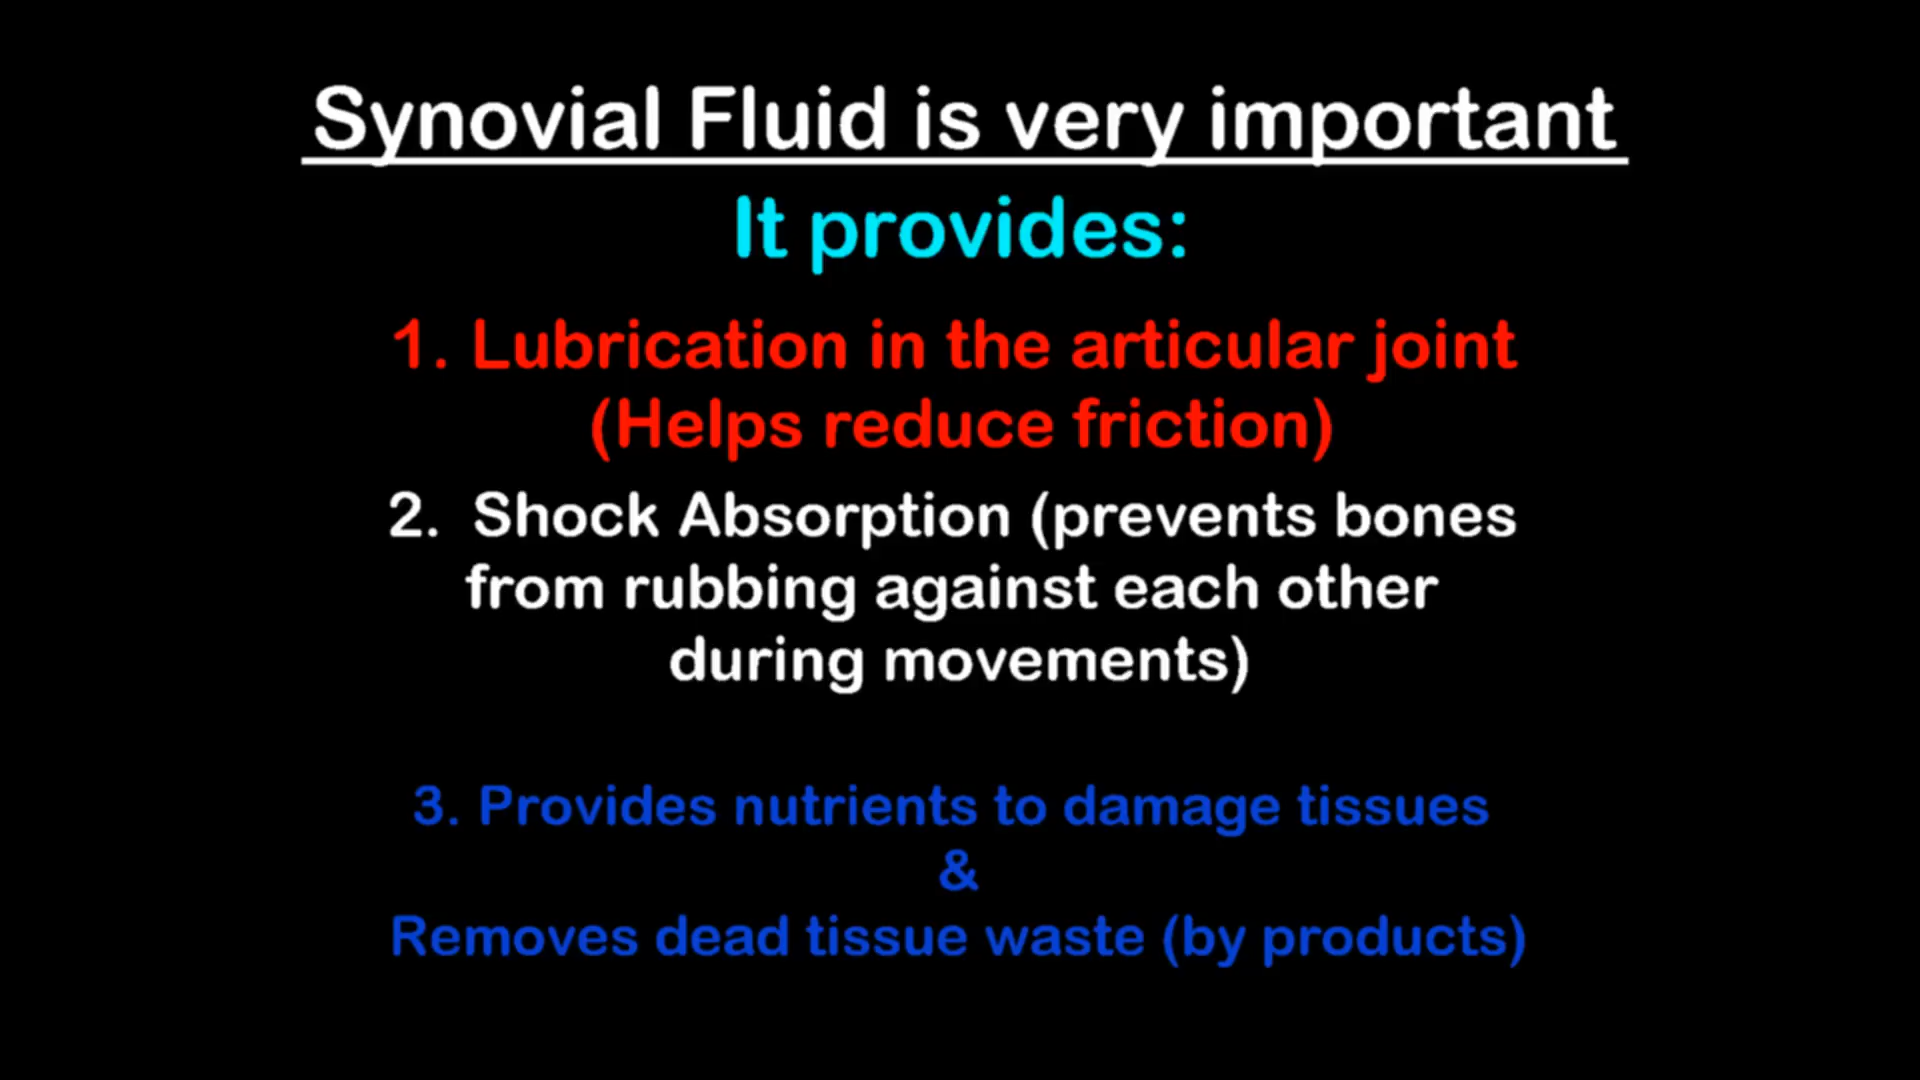 Synovial Fluid is very important
It provides:
1. Lubrication in the articular joint
(Helps reduce friction)
2. Shock Absorption (prevents bones
from rubbing against each other
during movements)
3. Provides nutrients to damage tissues
&
Removes dead tissue waste (by products)